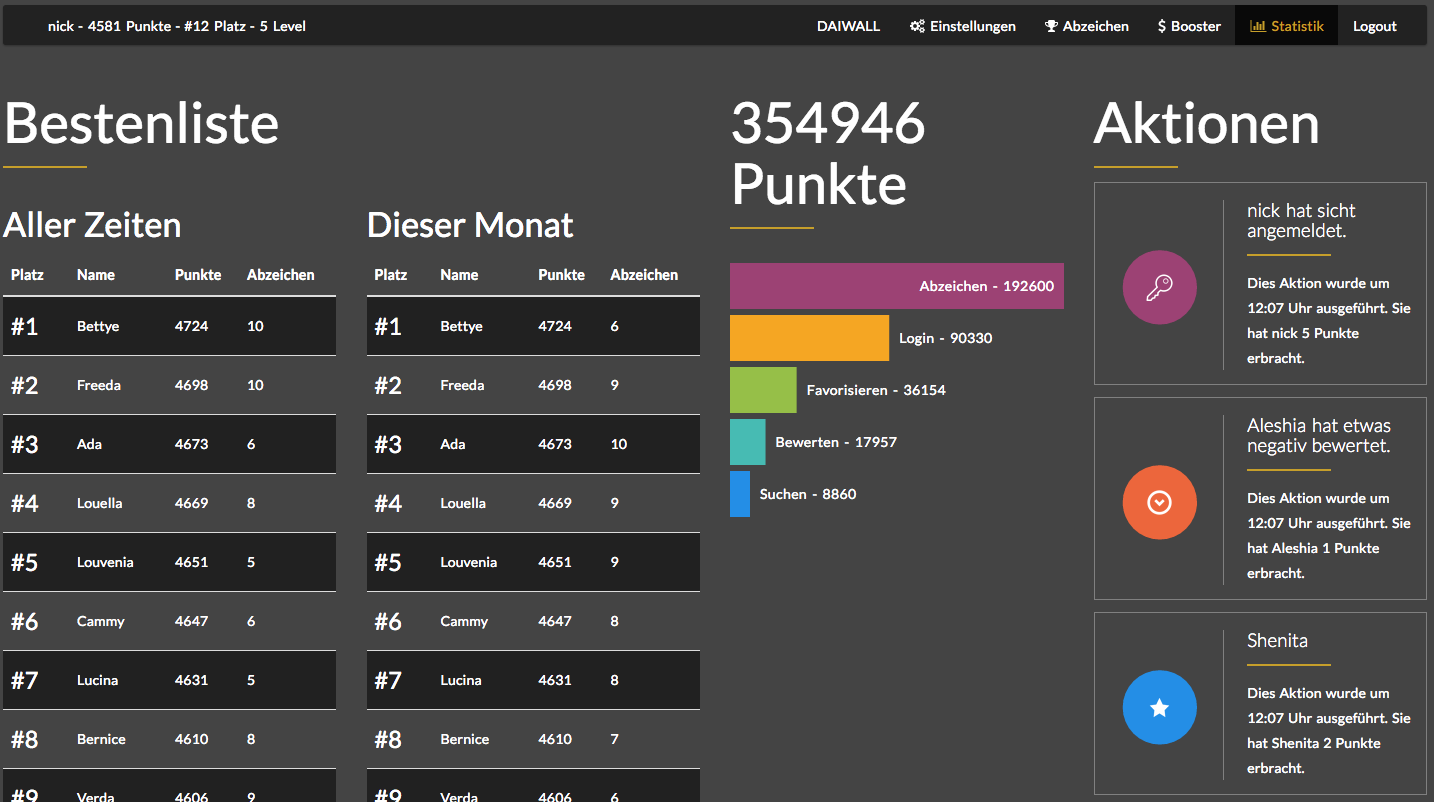 nick - 4581 Punkte - #12 Platz - 5 Level
DAIWALL Einstellungen Abzeichen $ Booster Statistik Logout
Bestenliste
Aller Zeiten
Platz Name Punkte Abzeichen
#1 Bettye 4724 10
#2 Freeda 4698 10
#3 Ada 4673 6
#4 Louella 4669 8
#5 Louvenia 4651 5
#6 Cammy 4647 6
#7 Lucina 4631 5
#8 Bernice 4610 8
#9 Verda 4606 9
Dieser Monat
Platz Name Punkte Abzeichen
#1 Bettye 4724 6
#2 Freeda 4698 9
#3 Ada 4673 10
#4 Louella 4669 9
#5 Louvenia 4651 9
#6 Cammy 4647 8
#7 Lucina 4631 8
#8 Bernice 4610 7
#9 Verda 4606 6
354946
Punkte
Abzeichen - 192600
Login - 90330
Favorisieren - 36154
Bewerten - 17957
Suchen - 8860
Aktionen
nick hat sicht
angemeldet.
Dies Aktion wurde um
12:07 Uhr ausgeführt. Sie
hat nick 5 Punkte
erbracht.
Aleshia hat etwas
negativ bewertet.
Dies Aktion wurde um
12:07 Uhr ausgeführt. Sie
hat Aleshia 1 Punkte
erbracht.
Shenita
Dies Aktion wurde um
12:07 Uhr ausgeführt. Sie
hat Shenita 2 Punkte
erbracht.